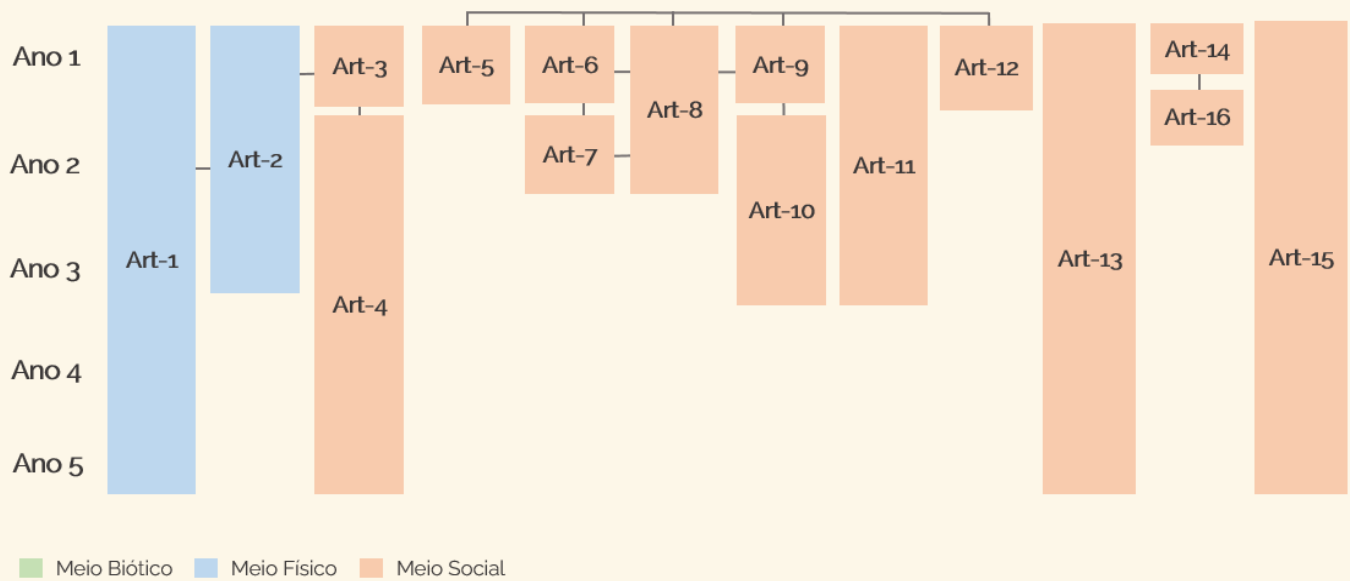 Ano 1
Ano 2
Ano 3
Ano 4
Ano 5
Art-1
Art-2
Art-3
Art-4
Art-5
Art-6
Art-7
Art-8
Art-9
Art-10
Art-11
Art-12
Art-13
Art-14
Art-16
Art-15
Meio Biótico
Meio Físico
Meio Social